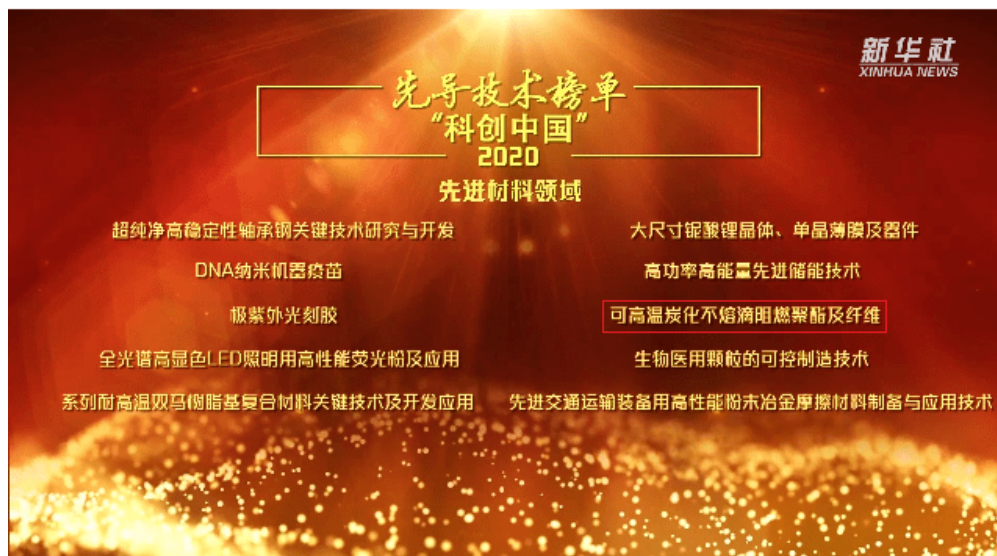 新华社
XINHUA NEWS
先导技术榜单
“科创中国”
2020
先进材料领域
超纯净高稳定性轴承钢关键技术研究与开发
大尺寸铌酸锂晶体、单晶薄膜及器件
DNA纳米机器疫苗
高功率高能量先进储能技术
极紫外光刻胶
可高温炭化不熔滴阻燃聚酯及纤维
全光谱高显色LED照明用高性能荧光粉及应用
生物医用颗粒的可控制造技术
系列耐高温双马树脂基复合材料关键技术及开发应用
先进交通运输装备用高性能粉末冶金摩擦材料制备与应用技术